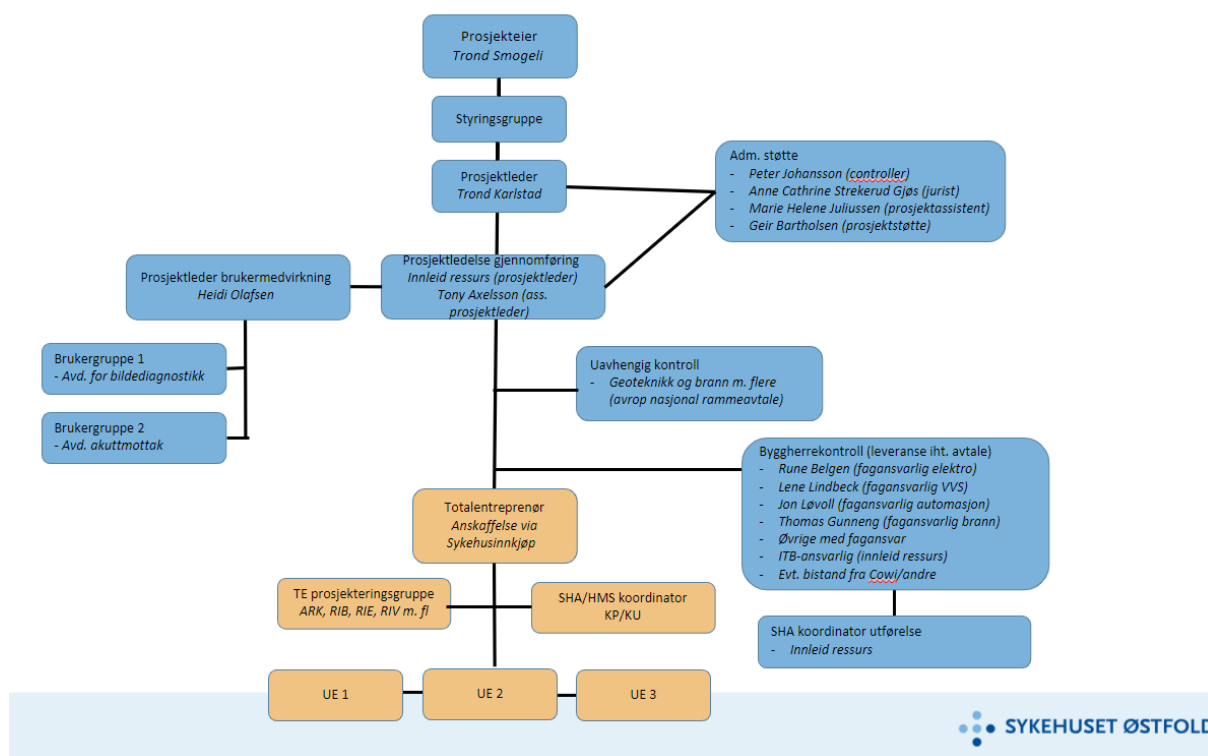 Prosjekteier
Trond Smogeli
Styringsgruppe
Prosjektleder
Trond Karlstad
Adm. støtte
- Peter Johansson (controller)
- Anne Cathrine Strekerud Gjøs (jurist)
- Marie Helene Juliussen (prosjektassistent)
- Geir Bartholsen (prosjektstøtte)
Prosjektledelse gjennomføring
Innleid ressurs (prosjektleder)
Tony Axelsson (ass.
prosjektleder)
Prosjektleder brukermedvirkning
Heidi Olafsen
Brukergruppe 1
- Avd. for bildediagnostikk
Brukergruppe 2
- Avd. akuttmottak
Uavhengig kontroll
- Geoteknikk og brann m. flere
(avrop nasjonal rammeavtale)
Byggherrekontroll (leveranse iht. avtale)
- Rune Belgen (fagansvarlig elektro)
- Lene Lindbeck (fagansvarlig VVS)
- Jon Løvoll (fagansvarlig automasjon)
- Thomas Gunneng (fagansvarlig brann)
- Øvrige med fagansvar
- ITB-ansvarlig (innleid ressurs)
- Evt. bistand fra Cowi/andre
SHA koordinator utførelse
- Innleid ressurs
Totalentreprenør
Anskaffelse via
Sykehusinnkjøp
TE prosjekteringsgruppe
ARK, RIB, RIE, RIV m. fl
SHA/HMS koordinator
KP/KU
UE 1
UE 2
UE 3
SYKEHUSET ØSTFOLD